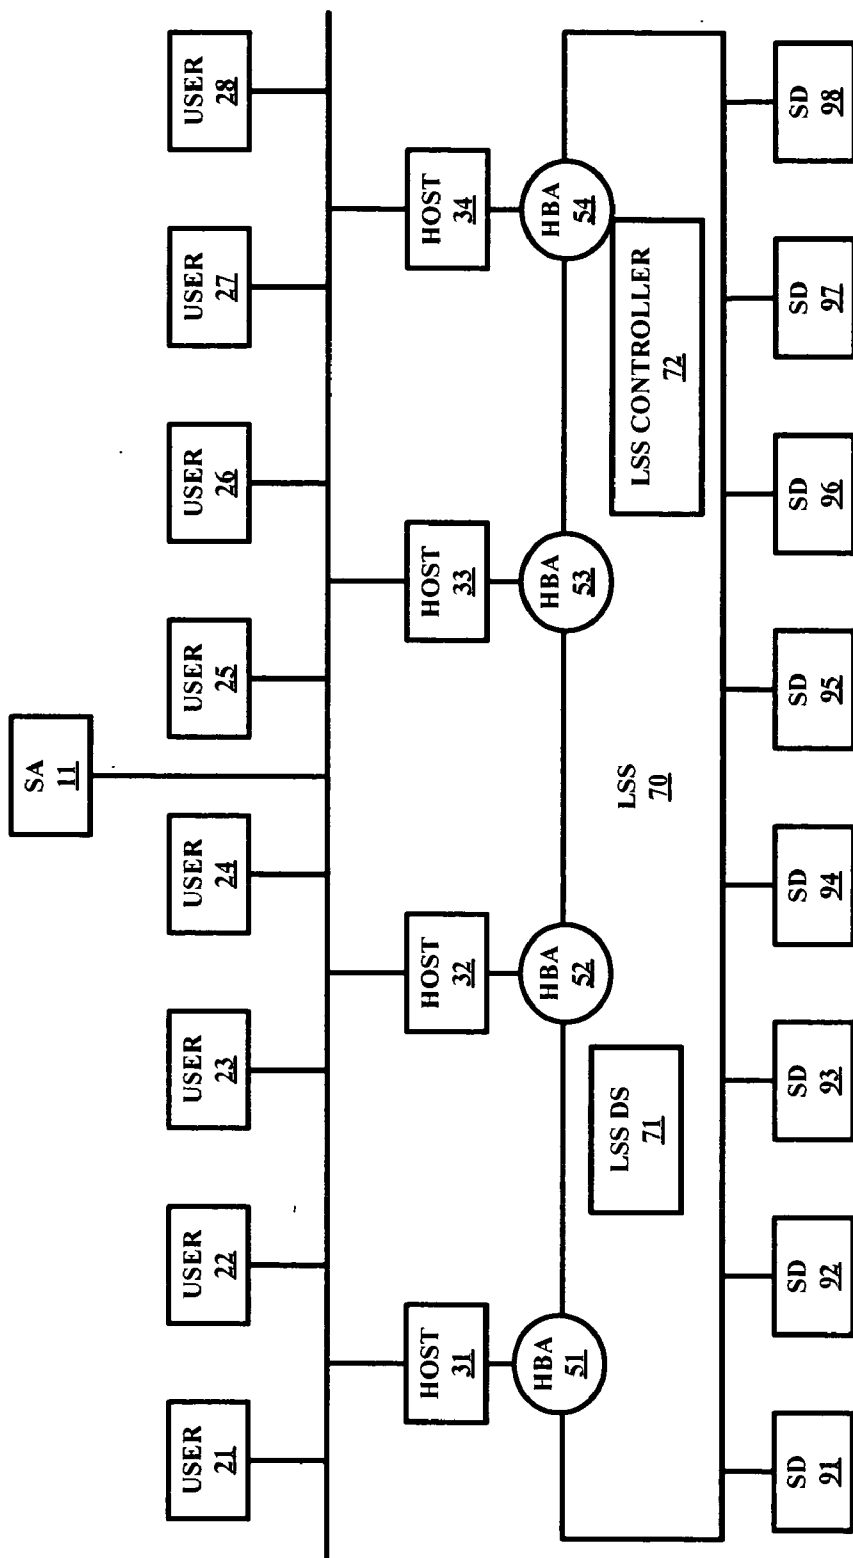 SA
11
USER
21
USER
22
USER
23
USER
24
USER
25
USER
26
USER
27
USER
28
HOST
31
HOST
32
HOST
33
HOST
34
HBA
51
HBA
52
HBA
53
HBA
54
LSS DS
71
LSS
70
LSS CONTROLLER
72
SD
91
SD
92
SD
93
SD
94
SD
95
SD
96
SD
97
SD
98